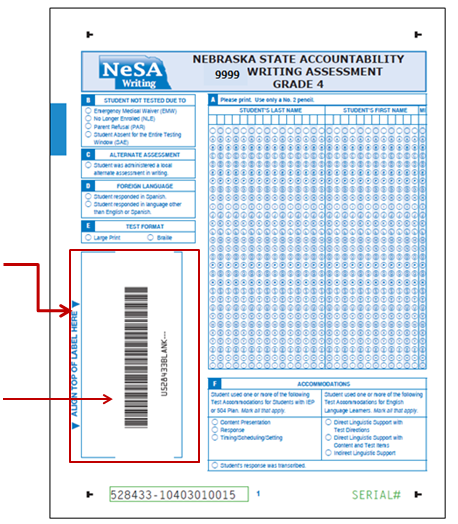 NeSA
Writing
NEBRASKA STATE ACCOUNTABILITY
9999 WRITING ASSESSMENT
GRADE 4
B STUDENT NOT TESTED DUE TO
Emergency Medical Waiver (EMW)
No Longer Enrolled (NLE)
Parent Refusal (PAR)
Student Absent for the Entire Testing
Window (SAE)
C ALTERNATE ASSESSMENT
Student was administered a local
alternate assessment in writing.
D FOREIGN LANGUAGE
Student responded in Spanish.
Student responded in language other
than English or Spanish.
E TEST FORMAT
Large Print
Braille
ALIGN TOP OF LABEL HERE
US28433BLANK---
A Please print. Use only a No. 2 pencil.
STUDENT'S LAST NAME
STUDENT'S FIRST NAME
MI
F ACCOMMODATIONS
Student used one or more of the following
Test Accommodations for Students with IEP
or 504 Plan. Mark all that apply.
Content Presentation
Response
Timing/Scheduling/Setting
Student used one or more of the following
Test Accommodations for English
Language Learners. Mark all that apply.
Direct Linguistic Support with
Test Directions
Direct Linguistic Support with
Content and Test Items
Indirect Linguistic Support
Student's response was transcribed.
528433-10403010015
1
SERIAL#